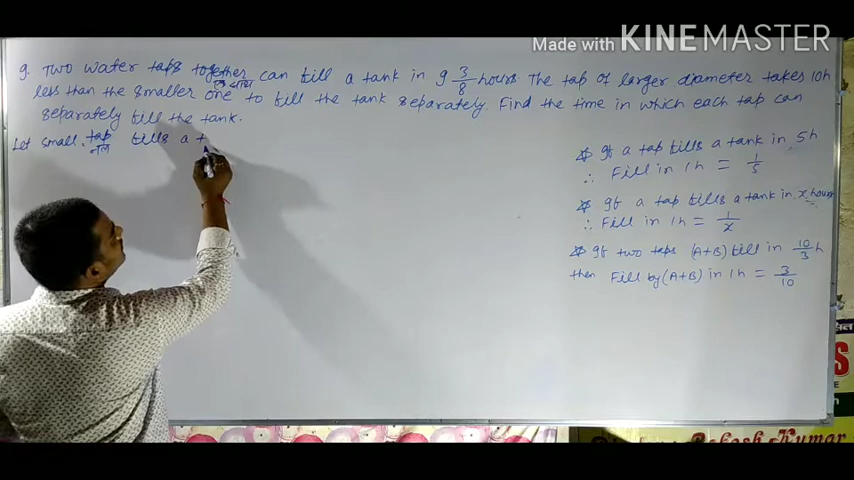 Made with KINEMASTER
9. Two water taps together can fill a tank in 9 3/8 hours. The tap of larger diameter takes 10h
less than the smaller one to fill the tank separately. Find the time in which each tap can
separately fill the tank.
Let small tap fills a t
नल
* If a tap fills a tank in 5h
∴ Fill in 1h = 1/5
* If a tap fills a tank in x hours
∴ Fill in 1h = 1/x
* If two taps (A+B) fill in 10/3 h
then Fill by (A+B) in 1h = 3/10
Rakesh Kumar